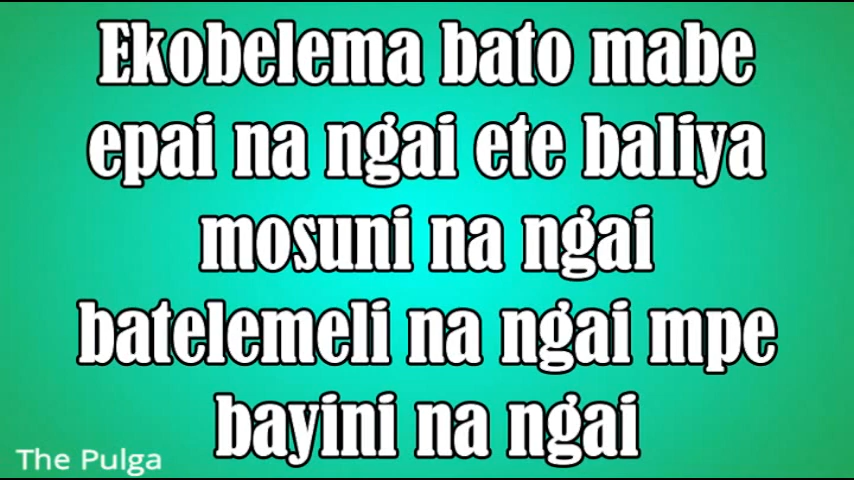 Ekobelema bato mabe
epai na ngai ete baliya
mosuni na ngai
batelemeli na ngai mpe
bayini na ngai
The Pulga